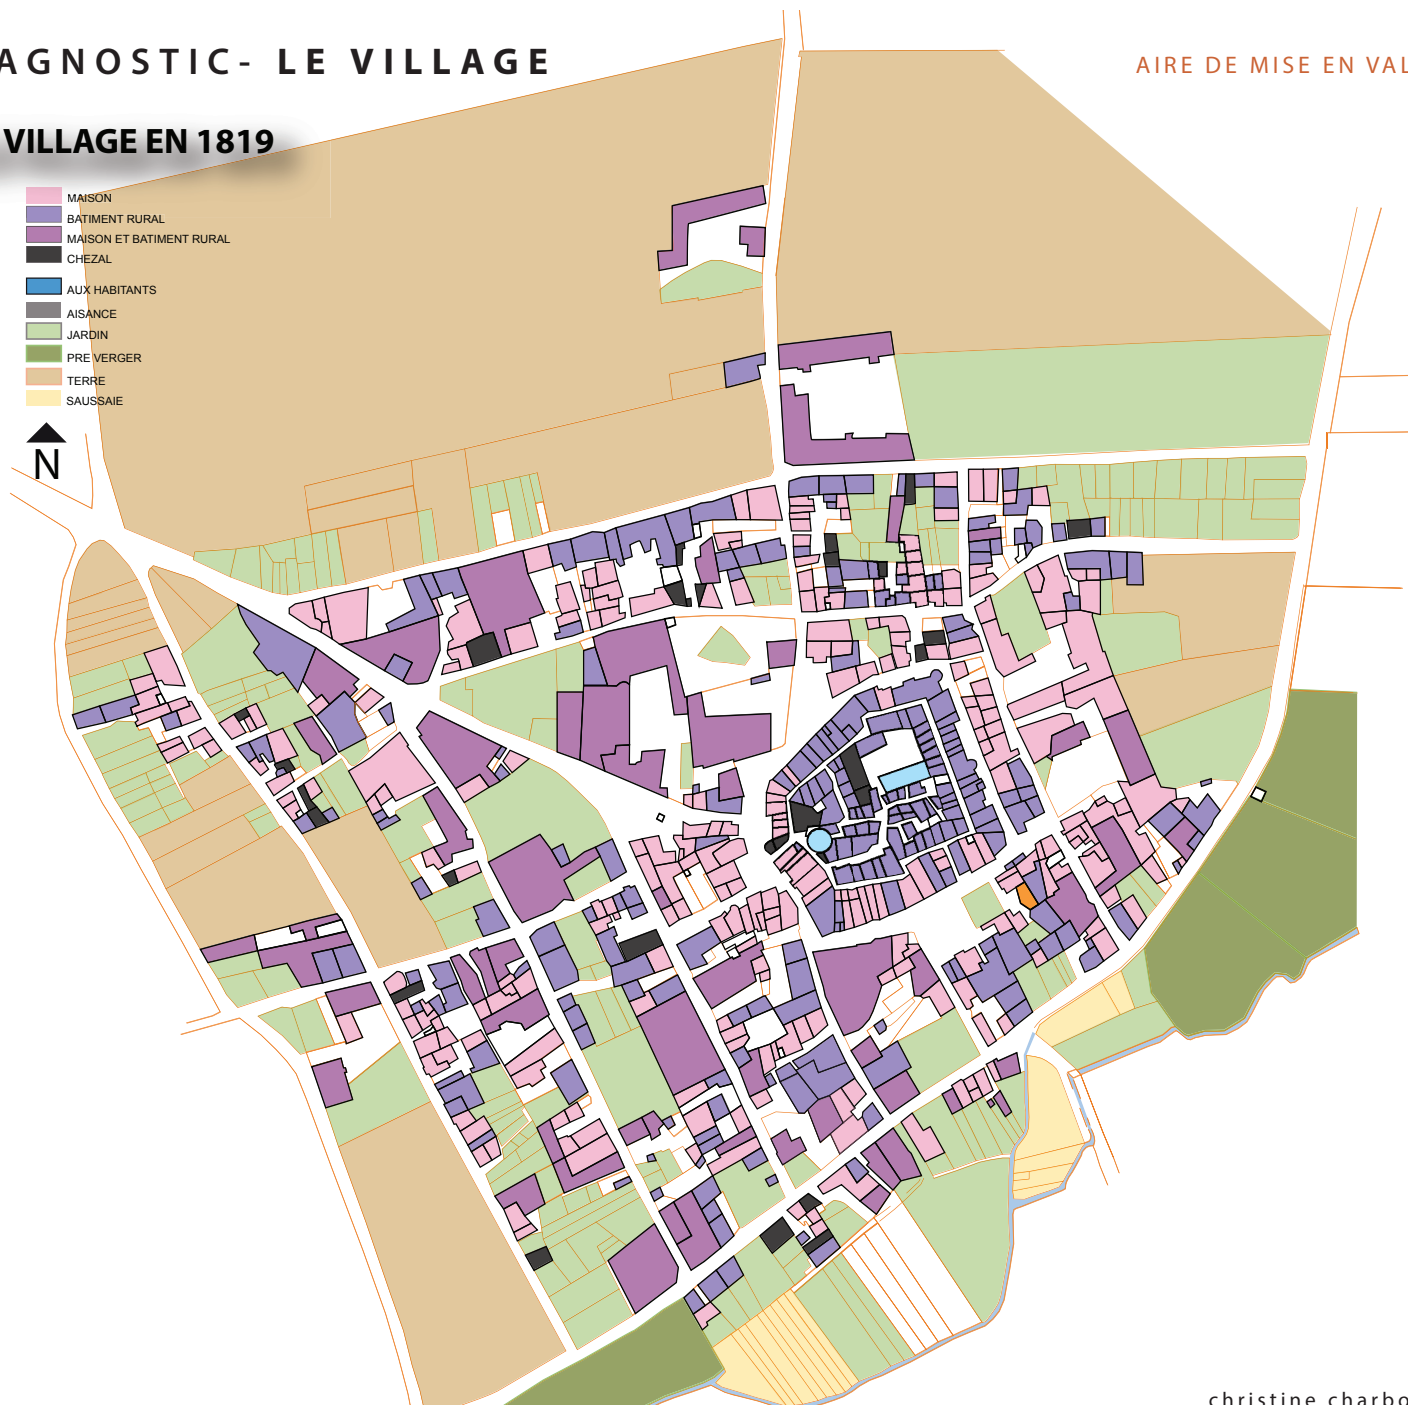 AGNOSTIC- LE VILLAGE
AIRE DE MISE EN VAL
VILLAGE EN 1819
MAISON
BATIMENT RURAL
MAISON ET BATIMENT RURAL
CHEZAL
AUX HABITANTS
AISANCE
JARDIN
PRE VERGER
TERRE
SAUSSAIE
N
christine charbo